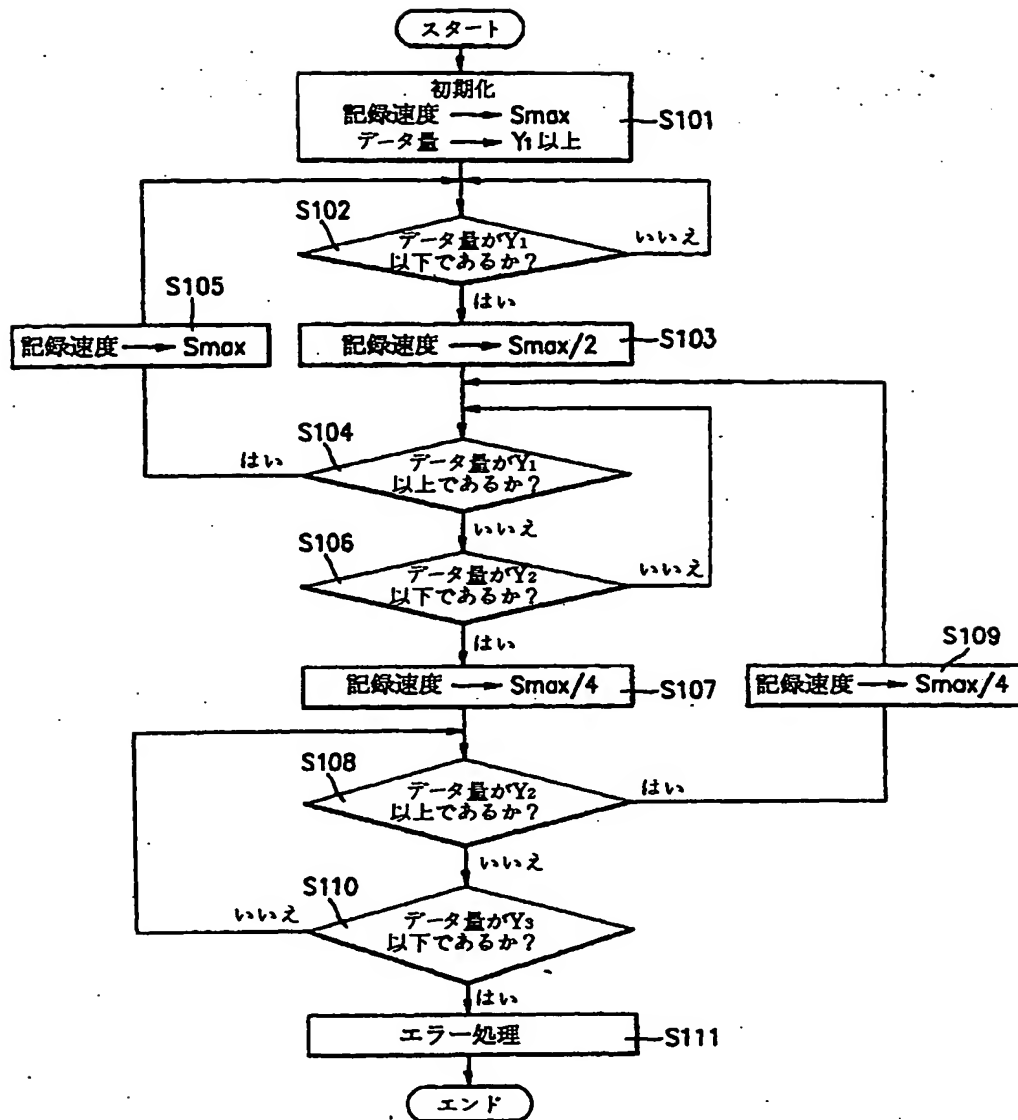 スタート
初期化
記録速度 → Smax
データ量 → Y1以上
S101
S102
データ量がY1
以下であるか?
いいえ
はい
S105
記録速度 → Smax
記録速度 → Smax/2
S103
S104
はい
データ量がY1
以上であるか?
いいえ
S106
データ量がY2
以下であるか?
いいえ
はい
S109
記録速度 → Smax/4
S107
記録速度 → Smax/4
S108
データ量がY2
以上であるか?
はい
いいえ
S110
いいえ
データ量がY3
以下であるか?
はい
エラー処理
S111
エンド